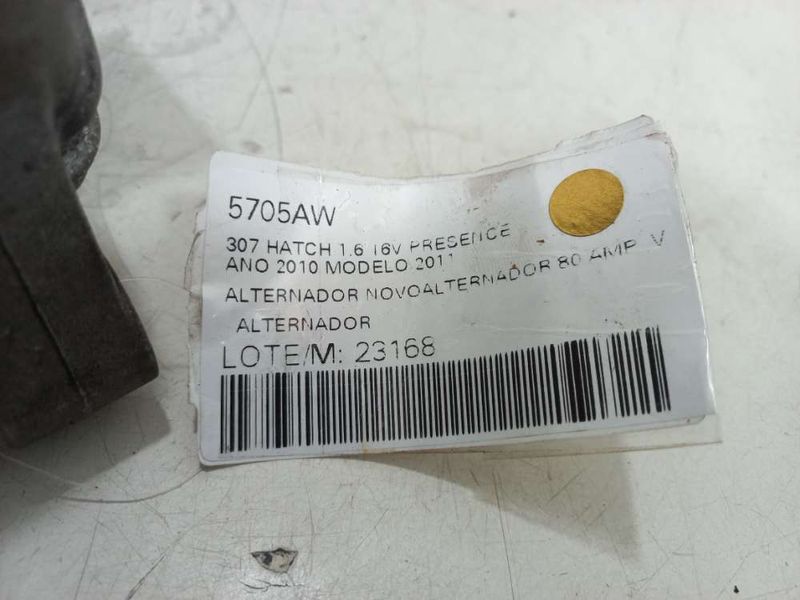 5705AW
307 HATCH 1.6 16V PRESENCE
ANO 2010 MODELO 2011
ALTERNADOR NOVOALTERNADOR 80 AMP V
ALTERNADOR
LOTE/M: 23168